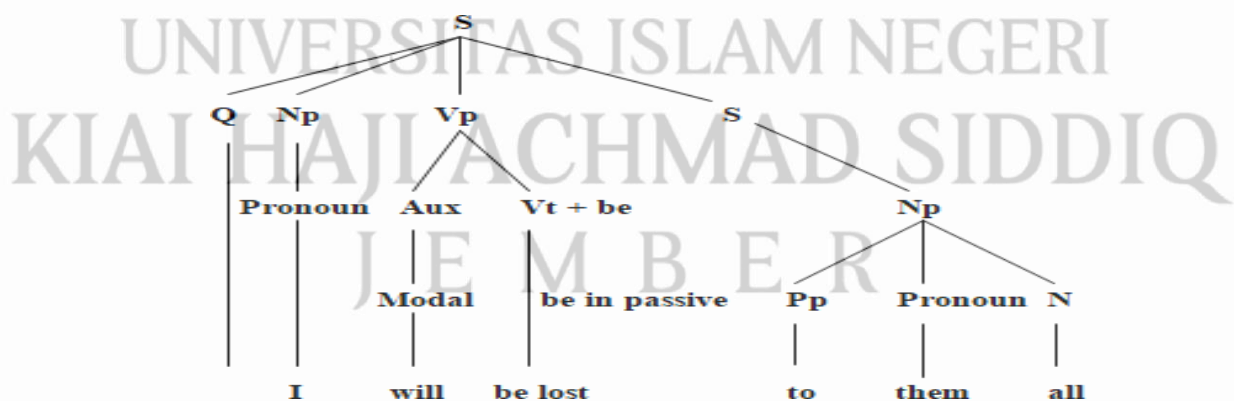 S
UNIVERSITAS ISLAM NEGERI
Q Np Vp S
KIAI HAJI ACHMAD SIDDIQ
Pronoun Aux Vt + be Np
J E M B E R
Modal be in passive Pp Pronoun N
I will be lost to them all